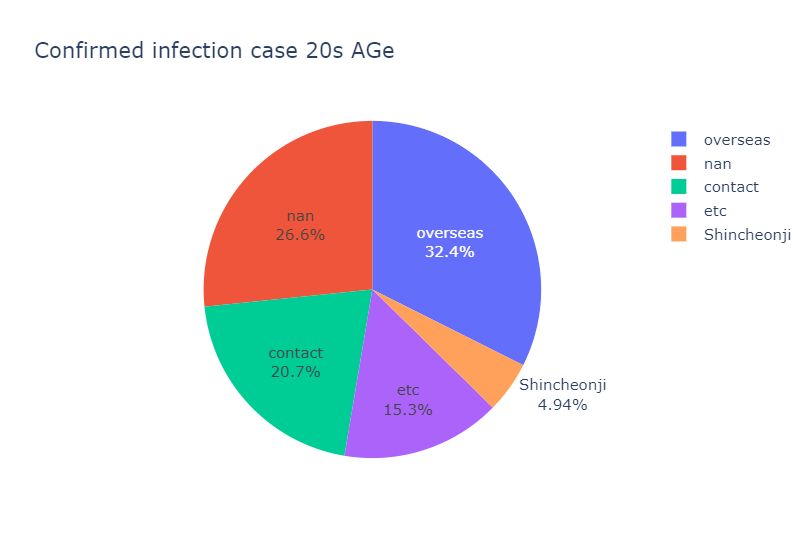 Confirmed infection case 20s AGe
overseas
nan
contact
etc
Shincheonji
nan
26.6%
overseas
32.4%
contact
20.7%
etc
15.3%
Shincheonji
4.94%